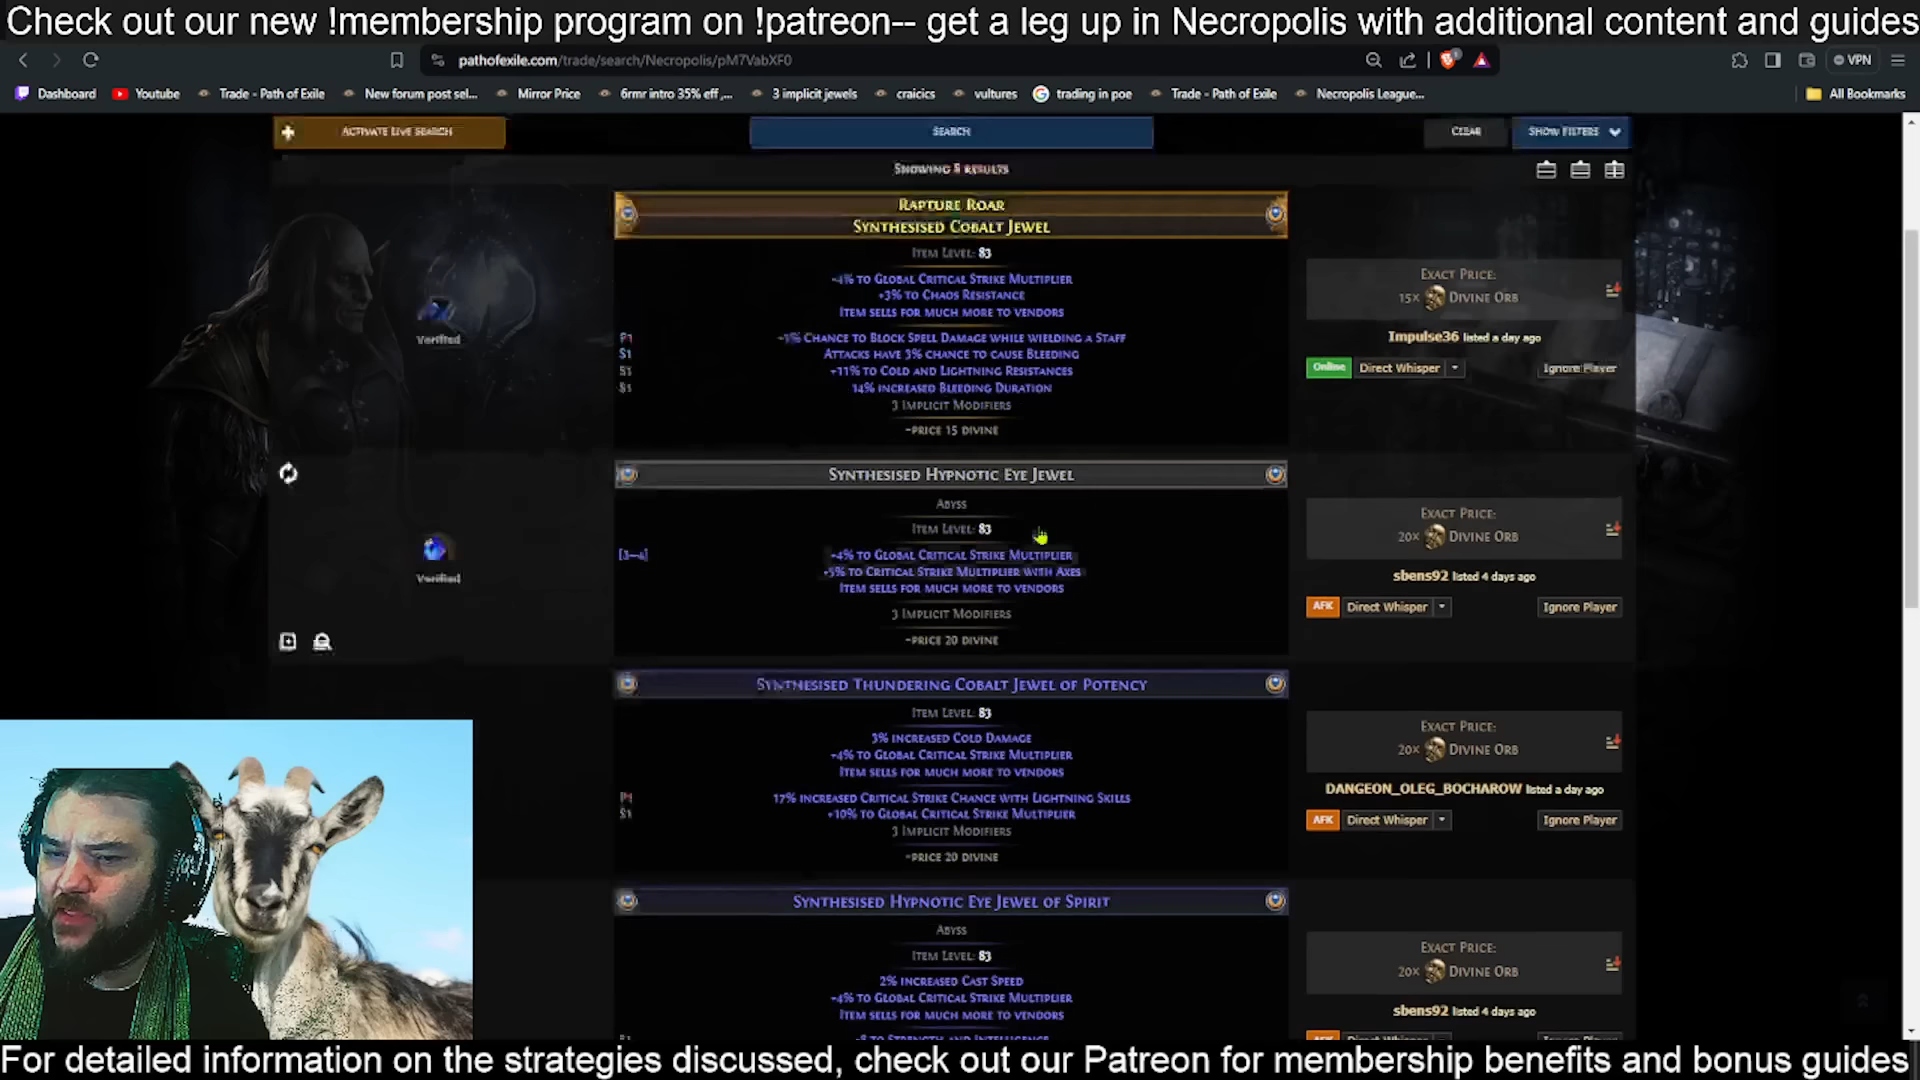 Check out our new !membership program on !patreon-- get a leg up in Necropolis with additional content and guides
pathofexile.com/trade/search/Necropolis/pM7VabXF0
VPN
Dashboard
Youtube
Trade - Path of Exile
New forum post sel...
Mirror Price
6rmr intro 35% eff ,...
3 implicit jewels
craicics
vultures
trading in poe
Trade - Path of Exile
Necropolis League...
All Bookmarks
ACTIVATE LIVE SEARCH
SEARCH
CLEAR
SHOW FILTERS
SHOWING 5 RESULTS
RAPTURE ROAR
SYNTHESISED COBALT JEWEL
ITEM LEVEL: 83
+4% TO GLOBAL CRITICAL STRIKE MULTIPLIER
+3% TO CHAOS RESISTANCE
ITEM SELLS FOR MUCH MORE TO VENDORS
CHANCE TO BLOCK SPELL DAMAGE WHILE WIELDING A STAFF
S1
ATTACKS HAVE 3% CHANCE TO CAUSE BLEEDING
S1
+11% TO COLD AND LIGHTNING RESISTANCES
S1
14% INCREASED BLEEDING DURATION
3 IMPLICIT MODIFIERS
~PRICE 15 DIVINE
Verified
EXACT PRICE:
15× DIVINE ORB
Impulse36 listed a day ago
Online
Direct Whisper
Ignore Player
SYNTHESISED HYPNOTIC EYE JEWEL
ABYSS
ITEM LEVEL: 83
[3—4]
+4% TO GLOBAL CRITICAL STRIKE MULTIPLIER
+5% TO CRITICAL STRIKE MULTIPLIER WITH AXES
ITEM SELLS FOR MUCH MORE TO VENDORS
3 IMPLICIT MODIFIERS
~PRICE 20 DIVINE
Verified
EXACT PRICE:
20× DIVINE ORB
sbens92 listed 4 days ago
AFK
Direct Whisper
Ignore Player
SYNTHESISED THUNDERING COBALT JEWEL OF POTENCY
ITEM LEVEL: 83
3% INCREASED COLD DAMAGE
+4% TO GLOBAL CRITICAL STRIKE MULTIPLIER
ITEM SELLS FOR MUCH MORE TO VENDORS
17% INCREASED CRITICAL STRIKE CHANCE WITH LIGHTNING SKILLS
S1
+10% TO GLOBAL CRITICAL STRIKE MULTIPLIER
3 IMPLICIT MODIFIERS
~PRICE 20 DIVINE
EXACT PRICE:
20× DIVINE ORB
DANGEON_OLEG_BOCHAROW listed a day ago
AFK
Direct Whisper
Ignore Player
SYNTHESISED HYPNOTIC EYE JEWEL OF SPIRIT
ABYSS
ITEM LEVEL: 83
2% INCREASED CAST SPEED
+4% TO GLOBAL CRITICAL STRIKE MULTIPLIER
ITEM SELLS FOR MUCH MORE TO VENDORS
EXACT PRICE:
20× DIVINE ORB
sbens92 listed 4 days ago
For detailed information on the strategies discussed, check out our Patreon for membership benefits and bonus guides